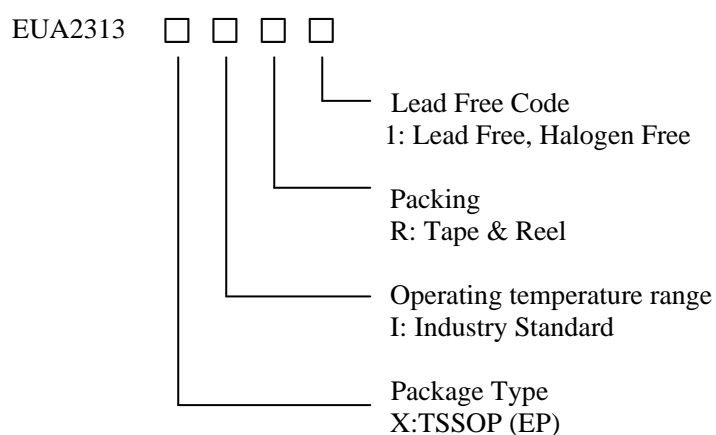 EUA2313 □ □ □ □
Lead Free Code
1: Lead Free, Halogen Free
Packing
R: Tape & Reel
Operating temperature range
I: Industry Standard
Package Type
X:TSSOP (EP)